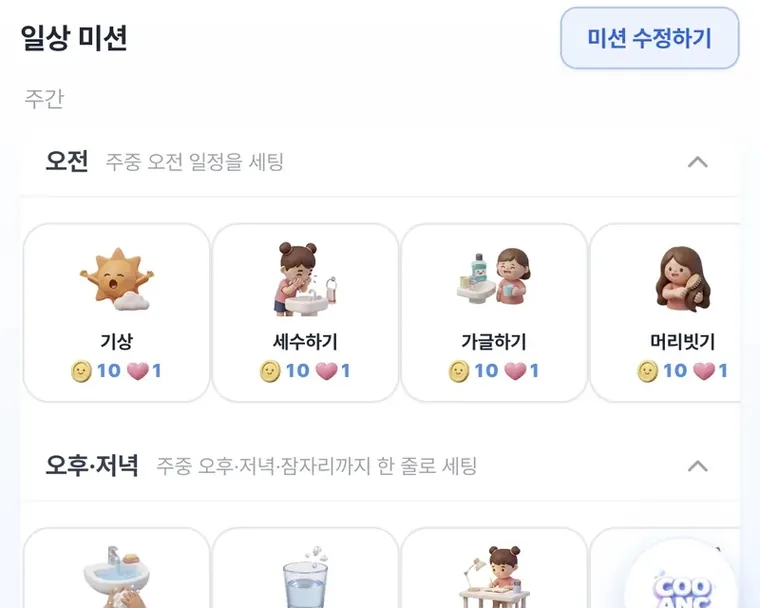 일상 미션
미션 수정하기
주간
오전 주중 오전 일정을 세팅
기상 세수하기 가글하기 머리빗기
10 1 10 1 10 1 10 1
오후·저녁 주중 오후·저녁·잠자리까지 한 줄로 세팅
COO
ANG